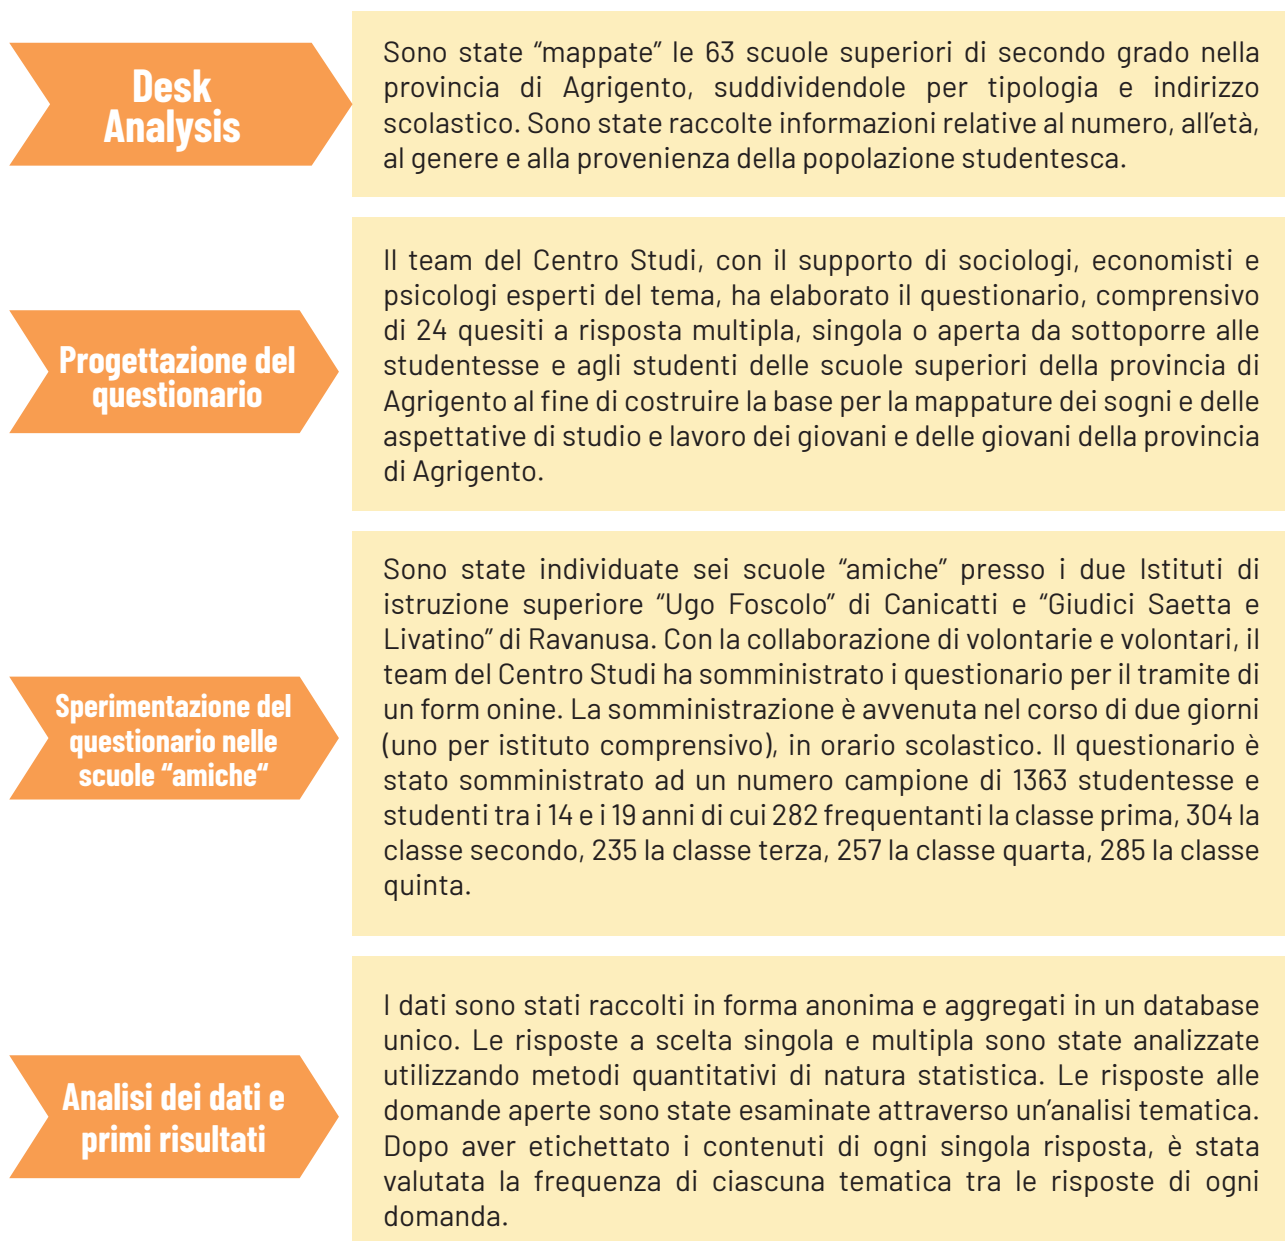 Desk
Analysis
Sono state “mappate” le 63 scuole superiori di secondo grado nella
provincia di Agrigento, suddividendole per tipologia e indirizzo
scolastico. Sono state raccolte informazioni relative al numero, all’età,
al genere e alla provenienza della popolazione studentesca.
Progettazione del
questionario
Il team del Centro Studi, con il supporto di sociologi, economisti e
psicologi esperti del tema, ha elaborato il questionario, comprensivo
di 24 quesiti a risposta multipla, singola o aperta da sottoporre alle
studentesse e agli studenti delle scuole superiori della provincia di
Agrigento al fine di costruire la base per la mappature dei sogni e delle
aspettative di studio e lavoro dei giovani e delle giovani della provincia
di Agrigento.
Sperimentazione del
questionario nelle
scuole “amiche“
Sono state individuate sei scuole “amiche” presso i due Istituti di
istruzione superiore “Ugo Foscolo” di Canicatti e “Giudici Saetta e
Livatino” di Ravanusa. Con la collaborazione di volontarie e volontari, il
team del Centro Studi ha somministrato i questionario per il tramite di
un form onine. La somministrazione è avvenuta nel corso di due giorni
(uno per istituto comprensivo), in orario scolastico. Il questionario è
stato somministrato ad un numero campione di 1363 studentesse e
studenti tra i 14 e i 19 anni di cui 282 frequentanti la classe prima, 304 la
classe secondo, 235 la classe terza, 257 la classe quarta, 285 la classe
quinta.
Analisi dei dati e
primi risultati
I dati sono stati raccolti in forma anonima e aggregati in un database
unico. Le risposte a scelta singola e multipla sono state analizzate
utilizzando metodi quantitativi di natura statistica. Le risposte alle
domande aperte sono state esaminate attraverso un’analisi tematica.
Dopo aver etichettato i contenuti di ogni singola risposta, è stata
valutata la frequenza di ciascuna tematica tra le risposte di ogni
domanda.